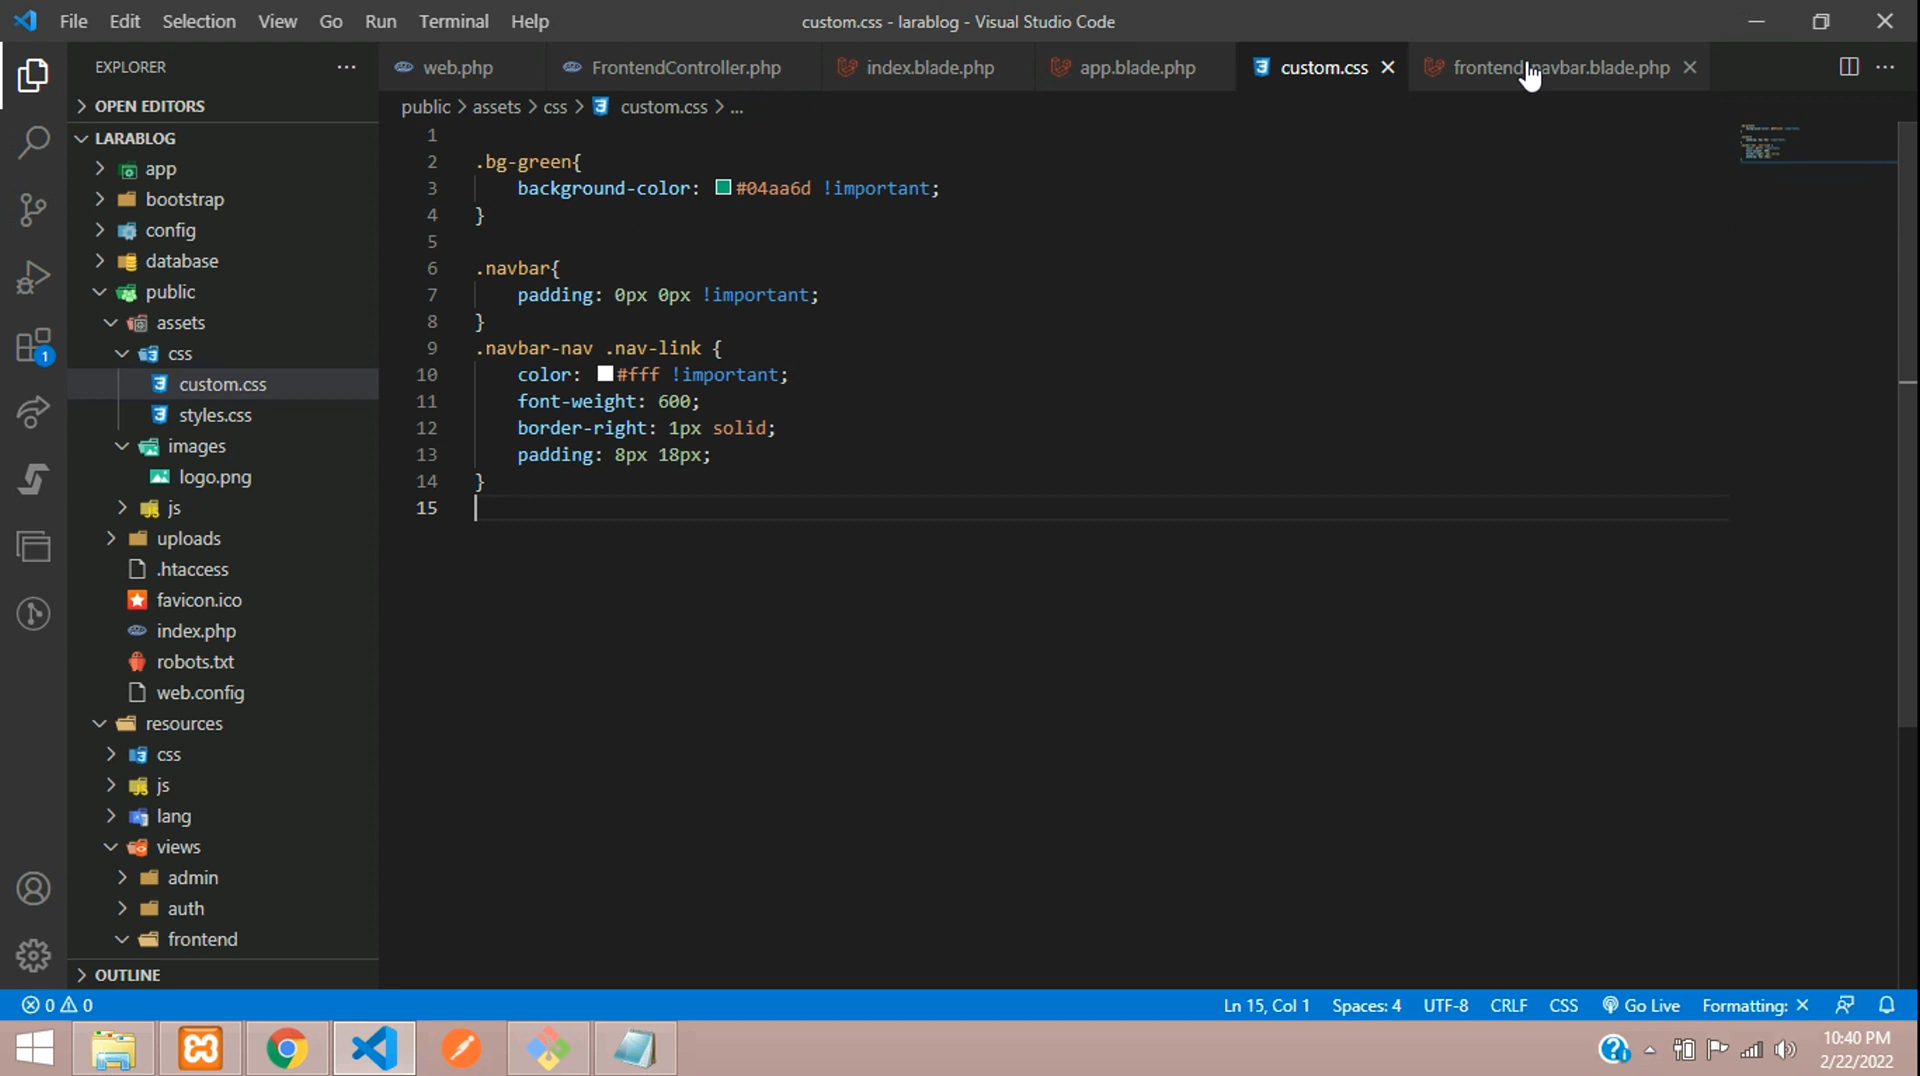 File Edit Selection View Go Run Terminal Help
custom.css - larablog - Visual Studio Code
EXPLORER
OPEN EDITORS
LARABLOG
app
bootstrap
config
database
public
assets
css
custom.css
styles.css
images
logo.png
js
uploads
.htaccess
favicon.ico
index.php
robots.txt
web.config
resources
css
js
lang
views
admin
auth
frontend
OUTLINE
1
web.php FrontendController.php index.blade.php app.blade.php custom.css frontend-navbar.blade.php
public > assets > css > custom.css > ...
1
2 .bg-green{
3 background-color: #04aa6d !important;
4 }
5
6 .navbar{
7 padding: 0px 0px !important;
8 }
9 .navbar-nav .nav-link {
10 color: #fff !important;
11 font-weight: 600;
12 border-right: 1px solid;
13 padding: 8px 18px;
14 }
15
0 0 Ln 15, Col 1 Spaces: 4 UTF-8 CRLF CSS Go Live Formatting: ×
10:40 PM
2/22/2022